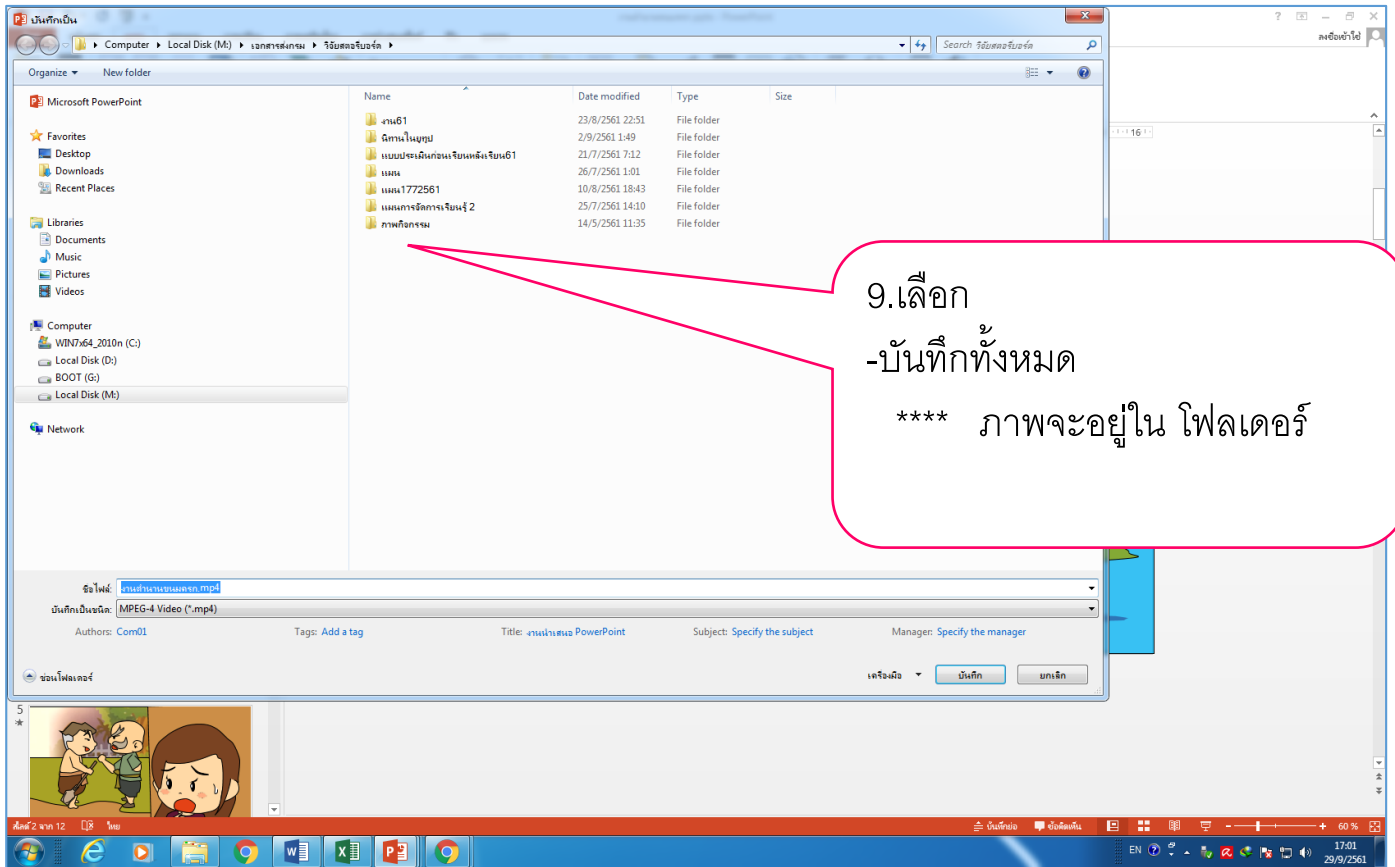 บันทึกเป็น
ลงชื่อเข้าใช้
Computer ▸ Local Disk (M:) ▸ เอกสารส่งกรม ▸ วิจัยสตอรีบอร์ด ▸
Search วิจัยสตอรีบอร์ด
Organize ▾ New folder
Microsoft PowerPoint
Favorites
Desktop
Downloads
Recent Places
Libraries
Documents
Music
Pictures
Videos
Computer
WIN7x64_2010n (C:)
Local Disk (D:)
BOOT (G:)
Local Disk (M:)
Network
Name Date modified Type Size
งาน61 23/8/2561 22:51 File folder
นิทานในยูทูป 2/9/2561 1:49 File folder
แบบประเมินก่อนเรียนหลังเรียน61 21/7/2561 7:12 File folder
แผน 26/7/2561 1:01 File folder
แผน1772561 10/8/2561 18:43 File folder
แผนการจัดการเรียนรู้ 2 25/7/2561 14:10 File folder
ภาพกิจกรรม 14/5/2561 11:35 File folder
16
9.เลือก
-บันทึกทั้งหมด
**** ภาพจะอยู่ใน โฟลเดอร์
ชื่อไฟล์: งานตำนานขนมครก.mp4
บันทึกเป็นชนิด: MPEG-4 Video (*.mp4)
Authors: Com01 Tags: Add a tag Title: งานนำเสนอ PowerPoint Subject: Specify the subject Manager: Specify the manager
ซ่อนโฟลเดอร์ เครื่องมือ ▾ บันทึก ยกเลิก
5
สไลด์ 2 จาก 12 ไทย บันทึกย่อ ข้อคิดเห็น 60 %
EN 17:01
29/9/2561